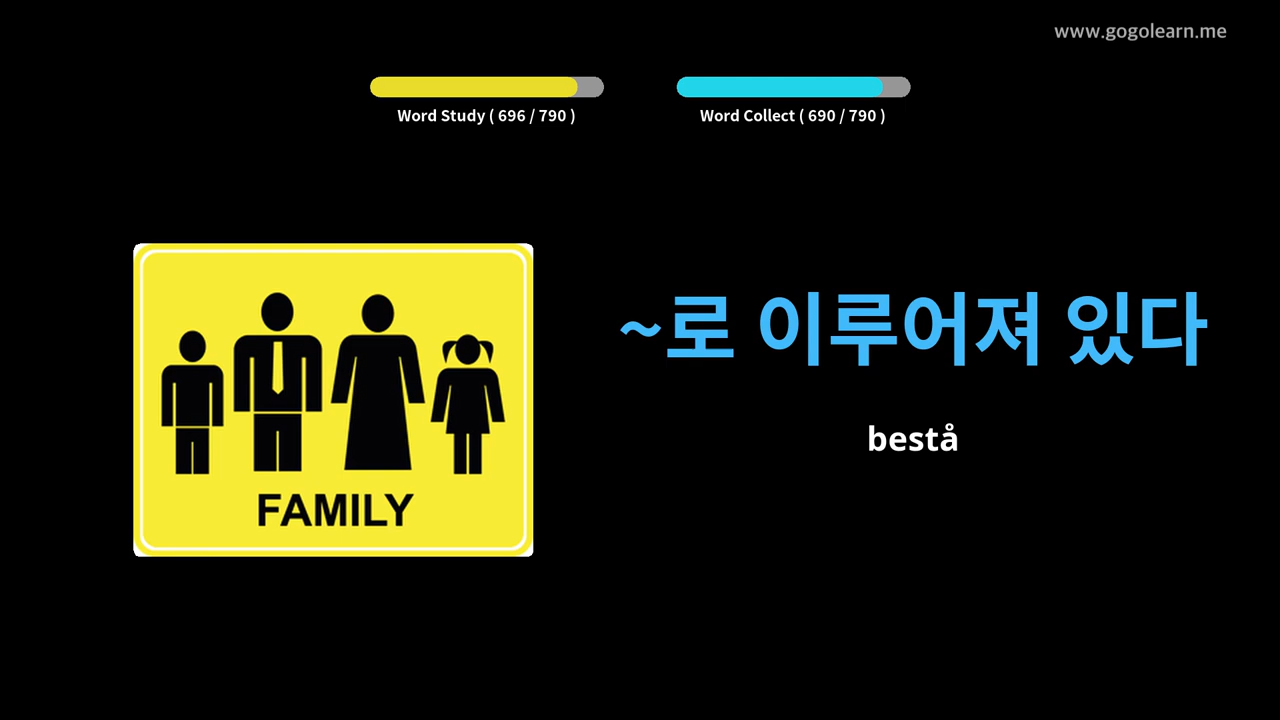 www.gogolearn.me
Word Study ( 696 / 790 )
Word Collect ( 690 / 790 )
~로 이루어져 있다
bestå
FAMILY